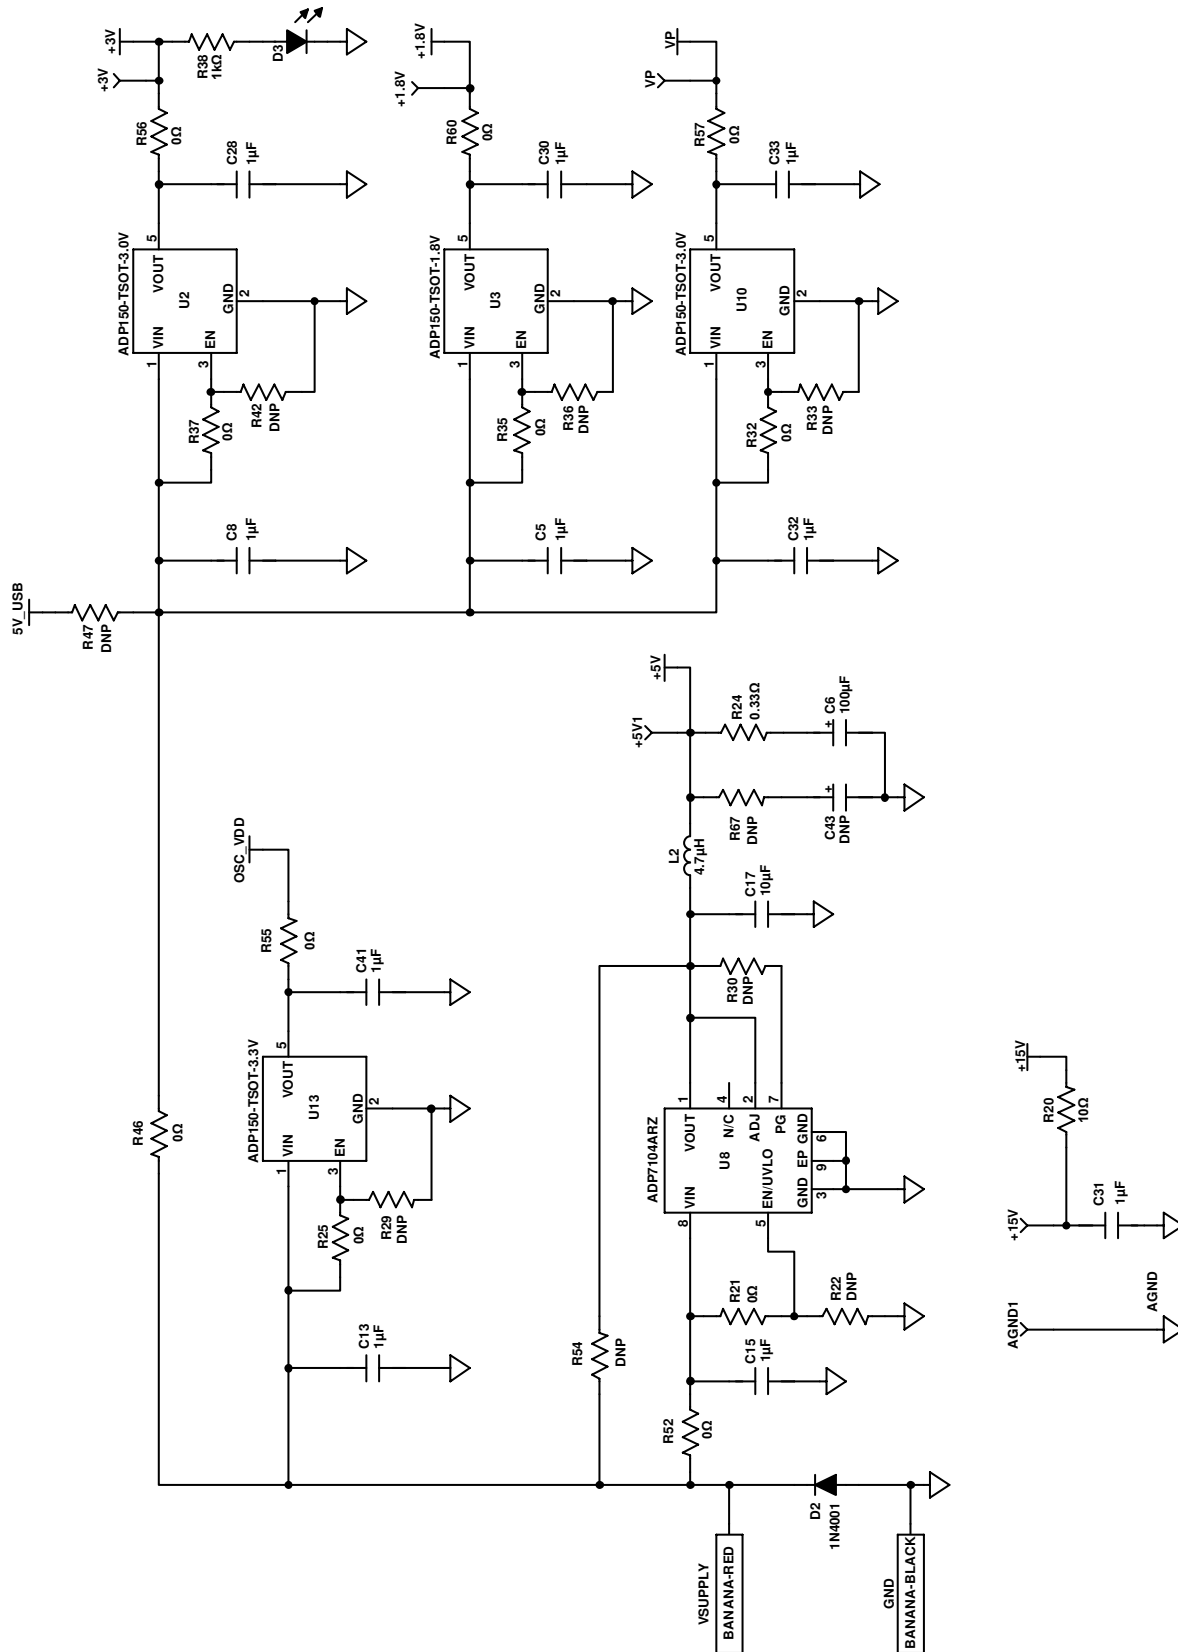 +3V
+3V
R38
1kΩ
D3
R56
0Ω
C28
1µF
ADP150-TSOT-3.0V
5
VOUT
U2
GND
2
VIN
EN
1
3
R37
0Ω
R42
DNP
C8
1µF
5V_USB
R47
DNP
R46
0Ω
+1.8V
+1.8V
R60
0Ω
C30
1µF
ADP150-TSOT-1.8V
5
VOUT
U3
GND
2
VIN
EN
1
3
R35
0Ω
R36
DNP
C5
1µF
VP
VP
R57
0Ω
C33
1µF
ADP150-TSOT-3.0V
5
VOUT
U10
GND
2
VIN
EN
1
3
R32
0Ω
R33
DNP
C32
1µF
OSC_VDD
R55
0Ω
C41
1µF
ADP150-TSOT-3.3V
5
VOUT
U13
GND
2
VIN
EN
1
3
R25
0Ω
R29
DNP
C13
1µF
+5V
+5V1
R24
0.33Ω
+
C6
100µF
R67
DNP
+
C43
DNP
L2
4.7µH
C17
10µF
R30
DNP
R54
DNP
ADP7104ARZ
1
4
2
7
VOUT
N/C
ADJ
PG
U8
VIN
EN/UVLO
GND
EP
GND
6
9
3
8
5
R21
0Ω
R22
DNP
C15
1µF
R52
0Ω
D2
1N4001
VSUPPLY
BANANA-RED
GND
BANANA-BLACK
+15V
R20
10Ω
+15V
C31
1µF
AGND1
AGND